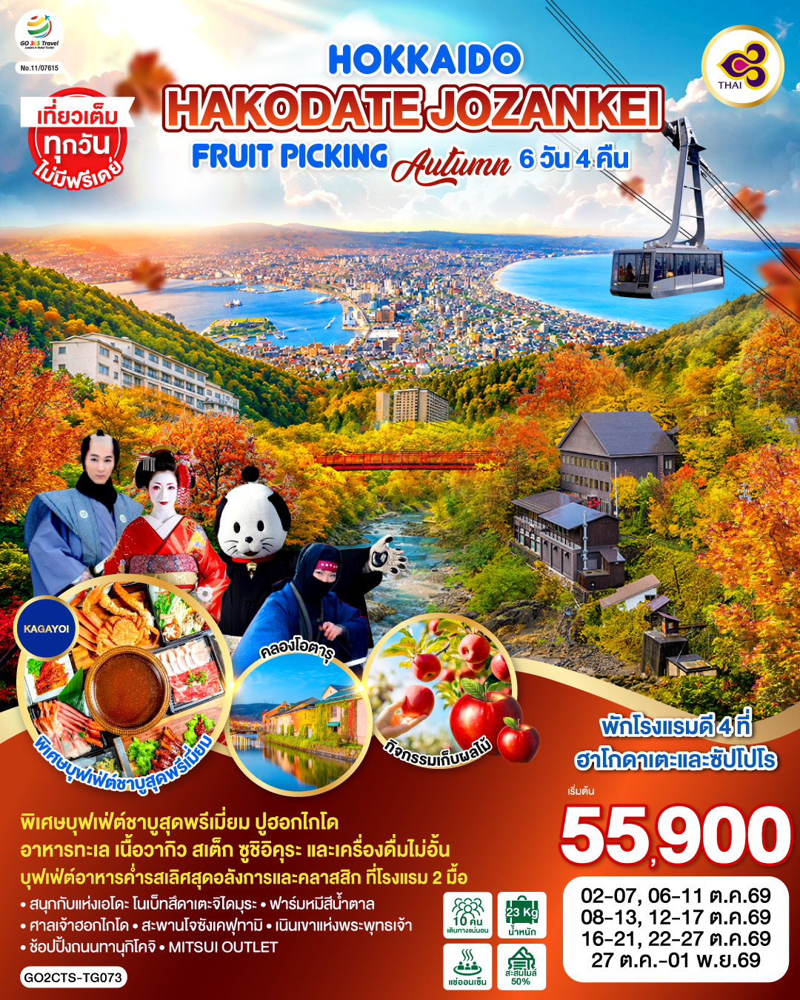 GO 365 Travel
Leaders in Global Tourism
No.11/07615
THAI
HOKKAIDO
HAKODATE JOZANKEI
FRUIT PICKING Autumn 6 วัน 4 คืน
เที่ยวเต็ม
ทุกวัน
ไม่มีฟรีเดย์
KAGAYOI
คลองโอตารุ
พิเศษบุฟเฟ่ต์ชาบูสุดพรีเมี่ยม
กิจกรรมเก็บผลไม้
พักโรงแรมดี 4 ที่
ฮาโกดาเตะและซัปโปโร
เริ่มต้น
55,900
พิเศษบุฟเฟ่ต์ชาบูสุดพรีเมี่ยม ปูฮอกไกโด
อาหารทะเล เนื้อวากิว สเต็ก ซูชิอิคุระ และเครื่องดื่มไม่อั้น
บุฟเฟ่ต์อาหารค่ำรสเลิศสุดอลังการและคลาสสิก ที่โรงแรม 2 มื้อ
• สนุกกับแห่งเอโดะ โนเบ็ทสึดาเตะจิไดมุระ • ฟาร์มหมีสีน้ำตาล
• ศาลเจ้าฮอกไกโด • สะพานโจซังเคฟุทามิ • เนินเขาแห่งพระพุทธเจ้า
• ช้อปปิ้งถนนทานุกิโคจิ • MITSUI OUTLET
GO2CTS-TG073
10 คน
เดินทางแน่นอน
23 Kg
น้ำหนัก
แช่ออนเซ็น
สะสมไมล์
50%
02-07, 06-11 ต.ค.69
08-13, 12-17 ต.ค.69
16-21, 22-27 ต.ค.69
27 ต.ค.-01 พ.ย.69